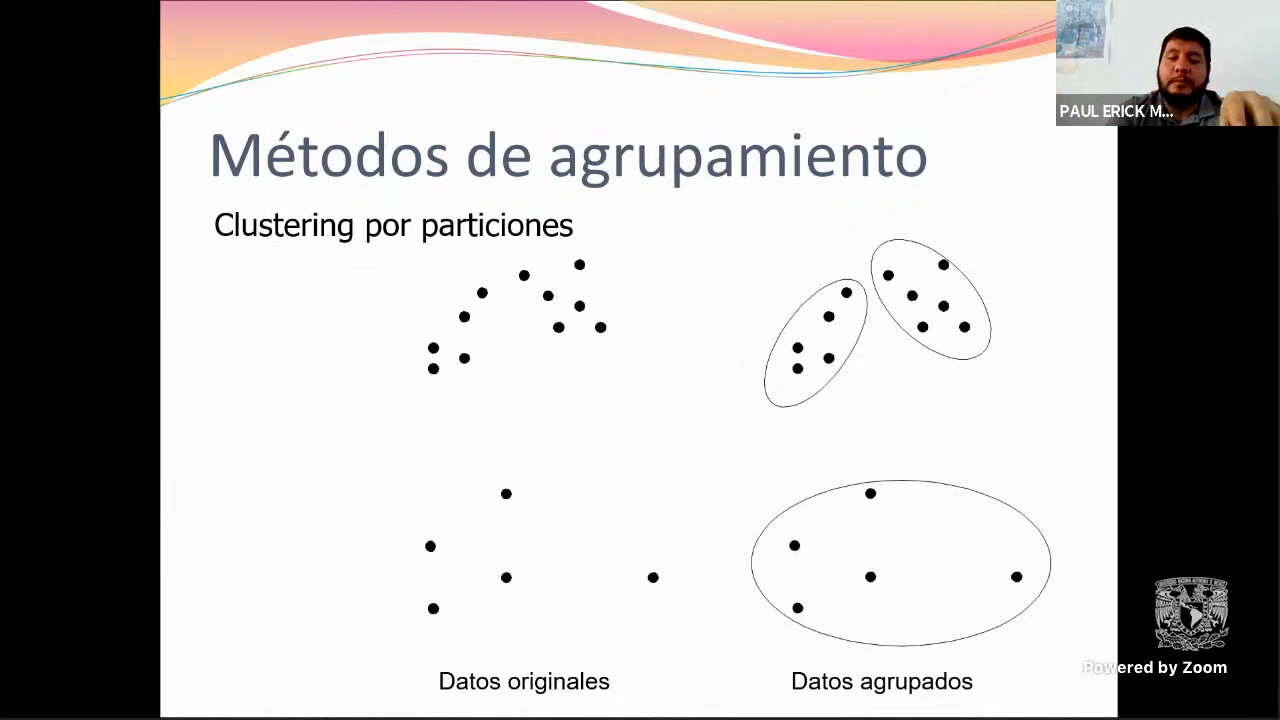 PAUL ERICK M...
Métodos de agrupamiento
Clustering por particiones
Datos originales
Datos agrupados
Powered by Zoom